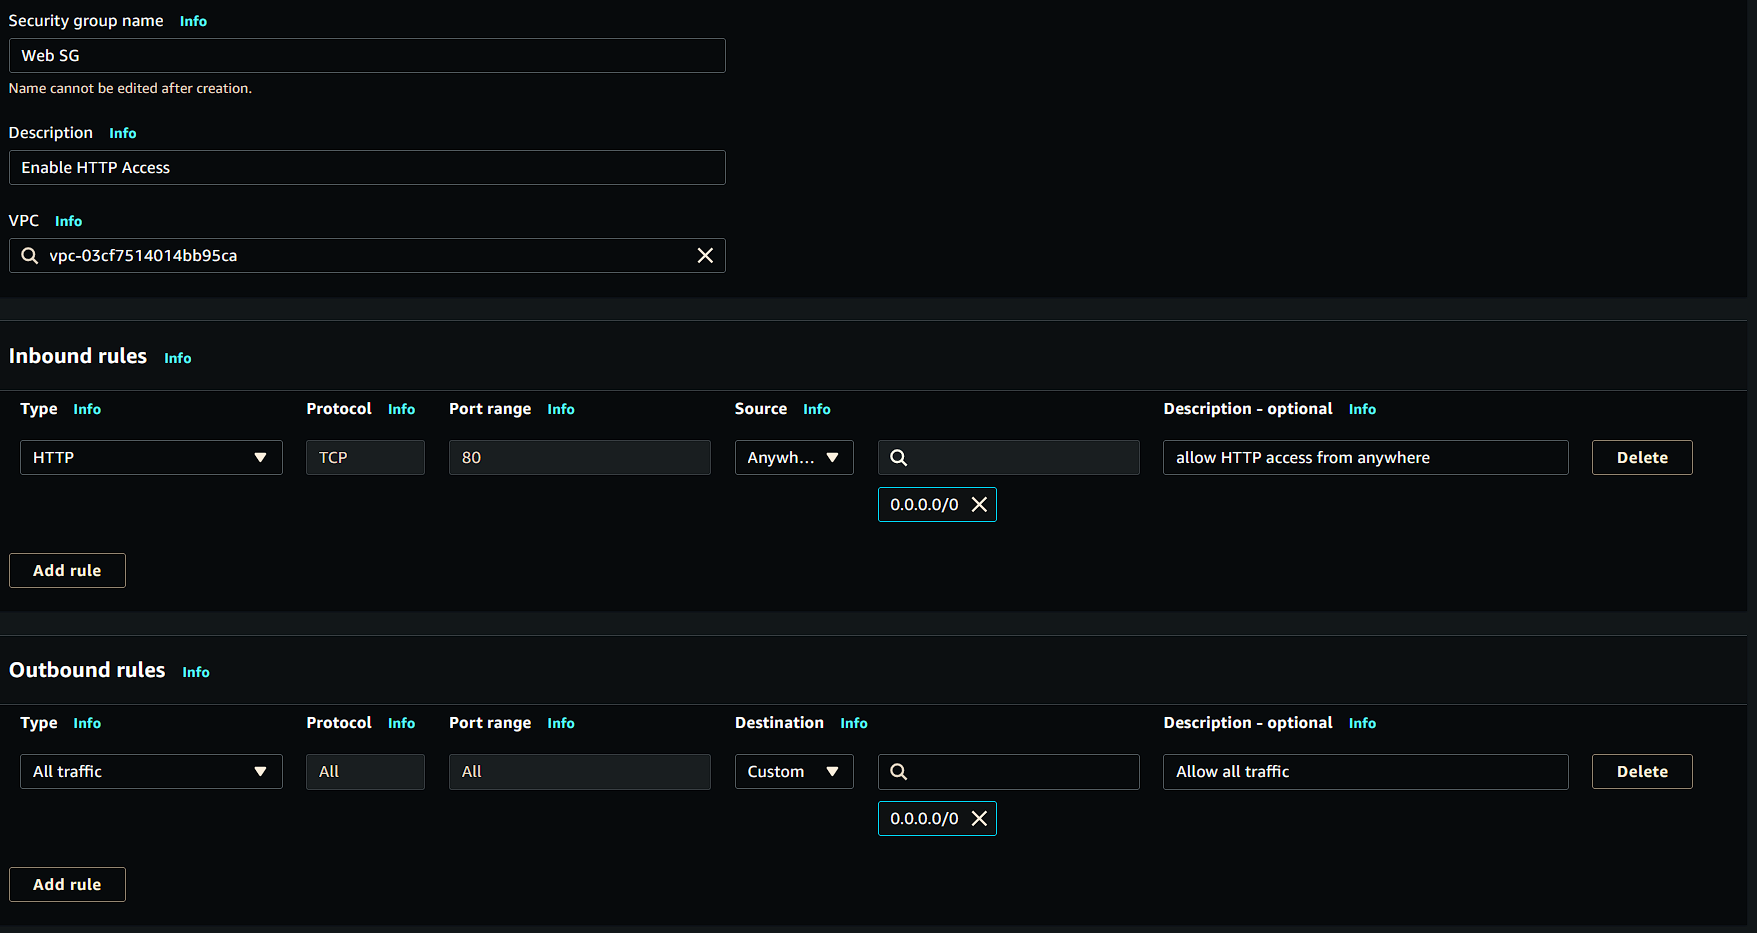 Security group name Info
Web SG
Name cannot be edited after creation.
Description Info
Enable HTTP Access
VPC Info
vpc-03cf7514014bb95ca
Inbound rules Info
Type Info Protocol Info Port range Info Source Info Description - optional Info
HTTP TCP 80 Anywh... allow HTTP access from anywhere Delete
0.0.0.0/0
Add rule
Outbound rules Info
Type Info Protocol Info Port range Info Destination Info Description - optional Info
All traffic All All Custom Allow all traffic Delete
0.0.0.0/0
Add rule